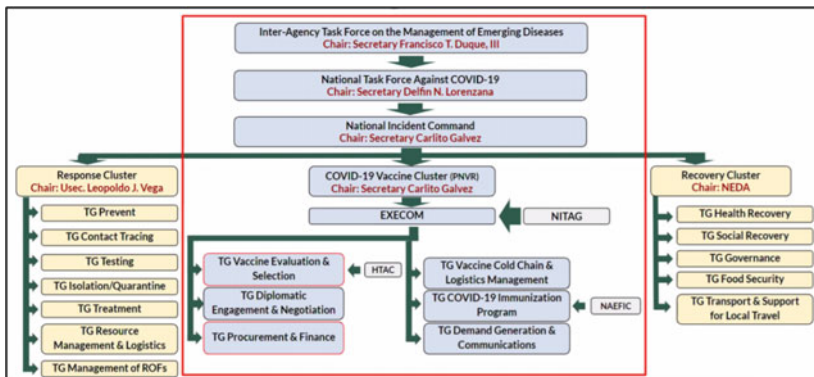 Inter-Agency Task Force on the Management of Emerging Diseases
Chair: Secretary Francisco T. Duque, III
National Task Force Against COVID-19
Chair: Secretary Delfin N. Lorenzana
National Incident Command
Chair: Secretary Carlito Galvez
Response Cluster
Chair: Usec. Leopoldo J. Vega
TG Prevent
TG Contact Tracing
TG Testing
TG Isolation/Quarantine
TG Treatment
TG Resource
Management & Logistics
TG Management of ROFs
COVID-19 Vaccine Cluster (PNVR)
Chair: Secretary Carlito Galvez
EXECOM
NITAG
TG Vaccine Evaluation &
Selection
HTAC
TG Diplomatic
Engagement & Negotiation
TG Procurement & Finance
TG Vaccine Cold Chain &
Logistics Management
TG COVID-19 Immunization
Program
NAEFIC
TG Demand Generation &
Communications
Recovery Cluster
Chair: NEDA
TG Health Recovery
TG Social Recovery
TG Governance
TG Food Security
TG Transport & Support
for Local Travel